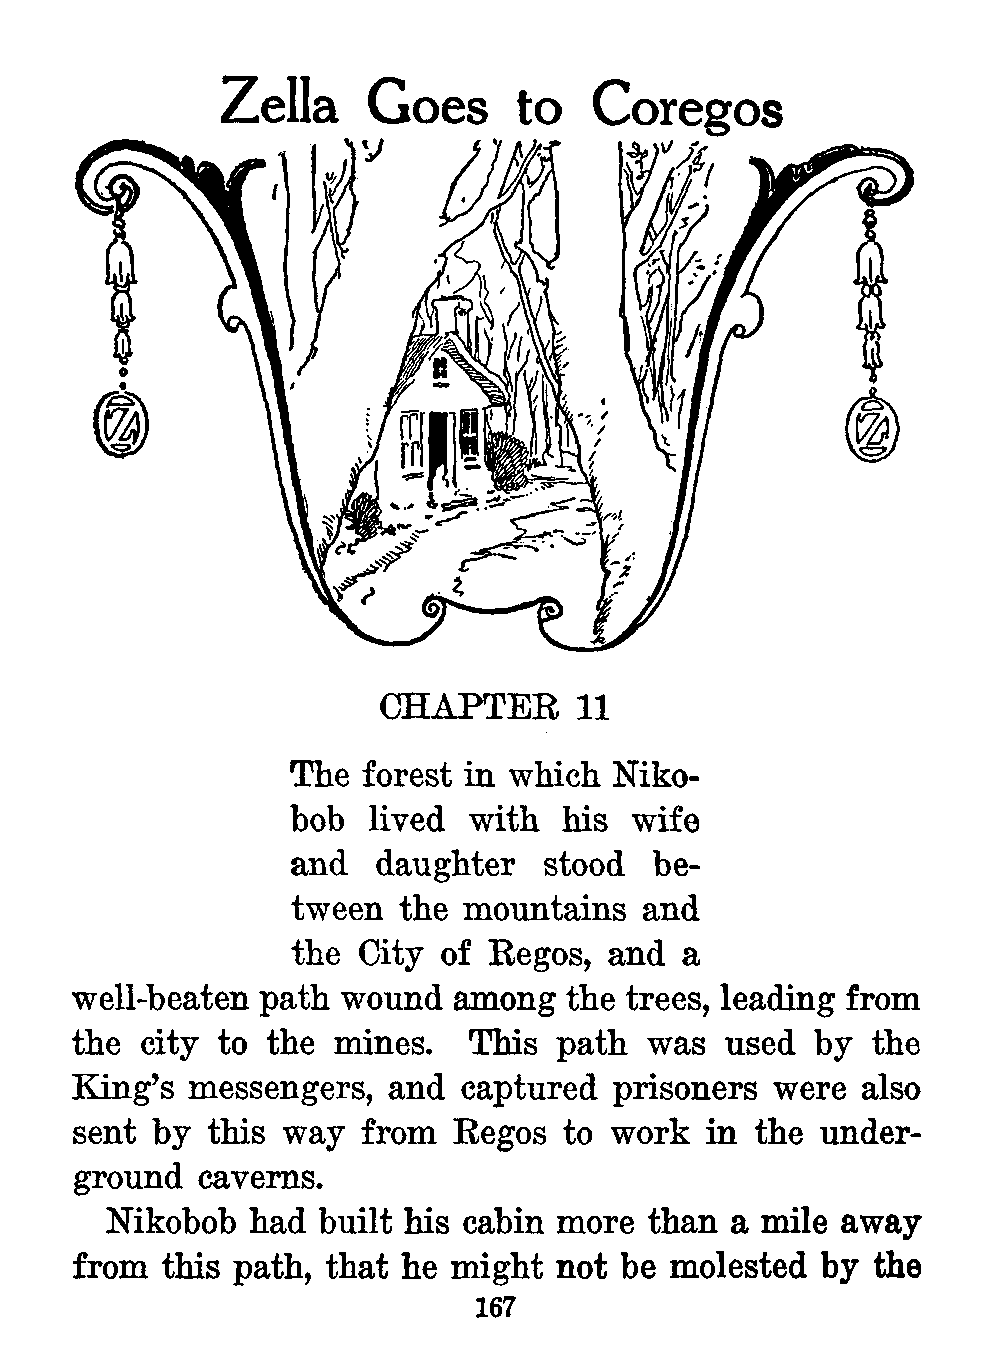 Zella Goes to Coregos
Z
Z
CHAPTER 11
The forest in which Niko-
bob lived with his wife
and daughter stood be-
tween the mountains and
the City of Regos, and a
well-beaten path wound among the trees, leading from
the city to the mines. This path was used by the
King's messengers, and captured prisoners were also
sent by this way from Regos to work in the under-
ground caverns.
Nikobob had built his cabin more than a mile away
from this path, that he might not be molested by the
167